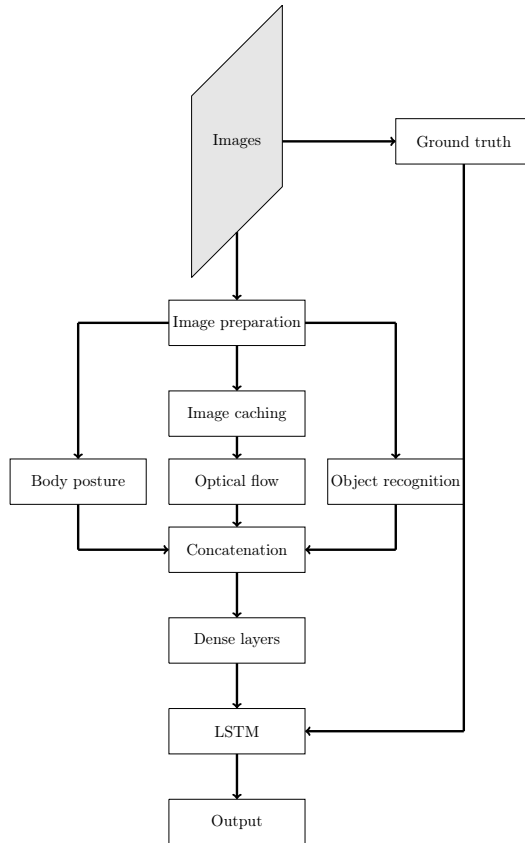 Images
Ground truth
Image preparation
Image caching
Body posture
Optical flow
Object recognition
Concatenation
Dense layers
LSTM
Output